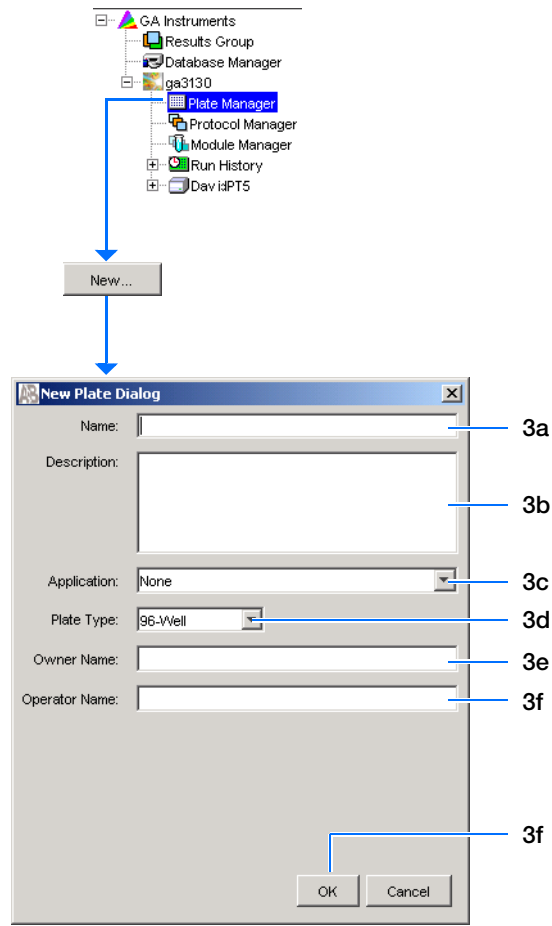 GA Instruments
Results Group
Database Manager
ga3130
Plate Manager
Protocol Manager
Module Manager
Run History
DavidPT5
New...
AB New Plate Dialog
Name: 3a
Description:
3b
Application: None 3c
Plate Type: 96-Well 3d
Owner Name: 3e
Operator Name: 3f
3f
OK Cancel